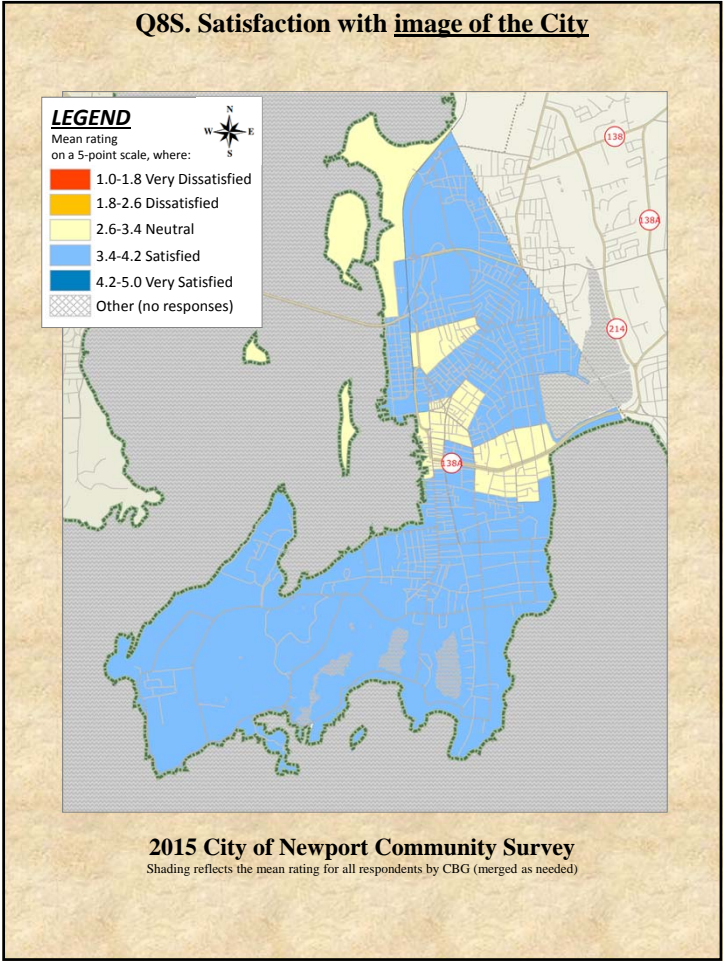 Q8S. Satisfaction with image of the City
LEGEND
Mean rating
on a 5-point scale, where:
N
W E
S
1.0-1.8 Very Dissatisfied
1.8-2.6 Dissatisfied
2.6-3.4 Neutral
3.4-4.2 Satisfied
4.2-5.0 Very Satisfied
Other (no responses)
138
138A
214
138A
2015 City of Newport Community Survey
Shading reflects the mean rating for all respondents by CBG (merged as needed)